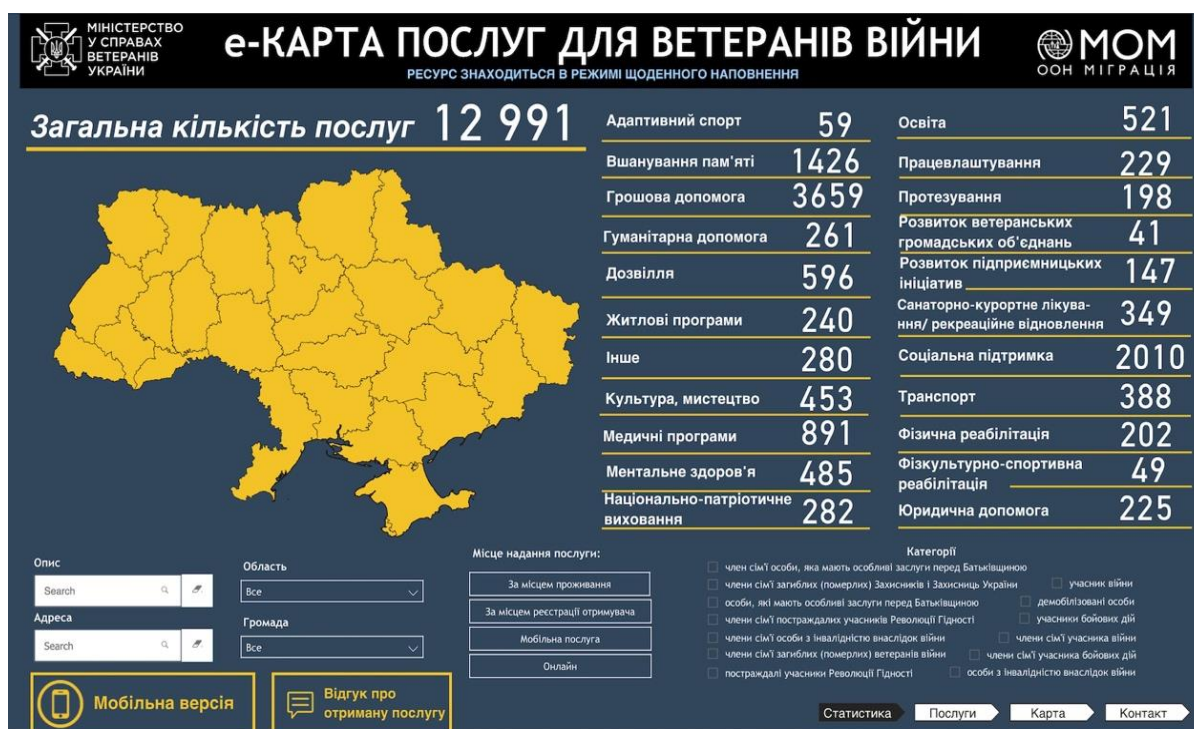 МІНІСТЕРСТВО
У СПРАВАХ
ВЕТЕРАНІВ
УКРАЇНИ
е-КАРТА ПОСЛУГ ДЛЯ ВЕТЕРАНІВ ВІЙНИ
РЕСУРС ЗНАХОДИТЬСЯ В РЕЖИМІ ЩОДЕННОГО НАПОВНЕННЯ
МОМ
ООН МІГРАЦІЯ
Загальна кількість послуг 12 991
Адаптивний спорт 59
Вшанування пам'яті 1426
Грошова допомога 3659
Гуманітарна допомога 261
Дозвілля 596
Житлові програми 240
Інше 280
Культура, мистецтво 453
Медичні програми 891
Ментальне здоров'я 485
Національно-патріотичне
виховання 282
Освіта 521
Працевлаштування 229
Протезування 198
Розвиток ветеранських
громадських об'єднань 41
Розвиток підприємницьких
ініціатив 147
Санаторно-курортне лікува-
ння/ рекреаційне відновлення 349
Соціальна підтримка 2010
Транспорт 388
Фізична реабілітація 202
Фізкультурно-спортивна
реабілітація 49
Юридична допомога 225
Опис
Search
Адреса
Search
Область
Все
Громада
Все
Місце надання послуги:
За місцем проживання
За місцем реєстрації отримувача
Мобільна послуга
Онлайн
Категорії
член сім'ї особи, яка мають особливі заслуги перед Батьківщиною
члени сім'ї загиблих (померлих) Захисників і Захисниць України учасник війни
особи, які мають особливі заслуги перед Батьківщиною демобілізовані особи
члени сім'ї постраждалих учасників Революції Гідності учасники бойових дій
члени сім'ї особи з інвалідністю внаслідок війни члени сім'ї учасника війни
члени сім'ї загиблих (померлих) ветеранів війни члени сім'ї учасника бойових дій
постраждалі учасники Революції Гідності особи з інвалідністю внаслідок війни
Мобільна версія
Відгук про
отриману послугу
Статистика Послуги Карта Контакт